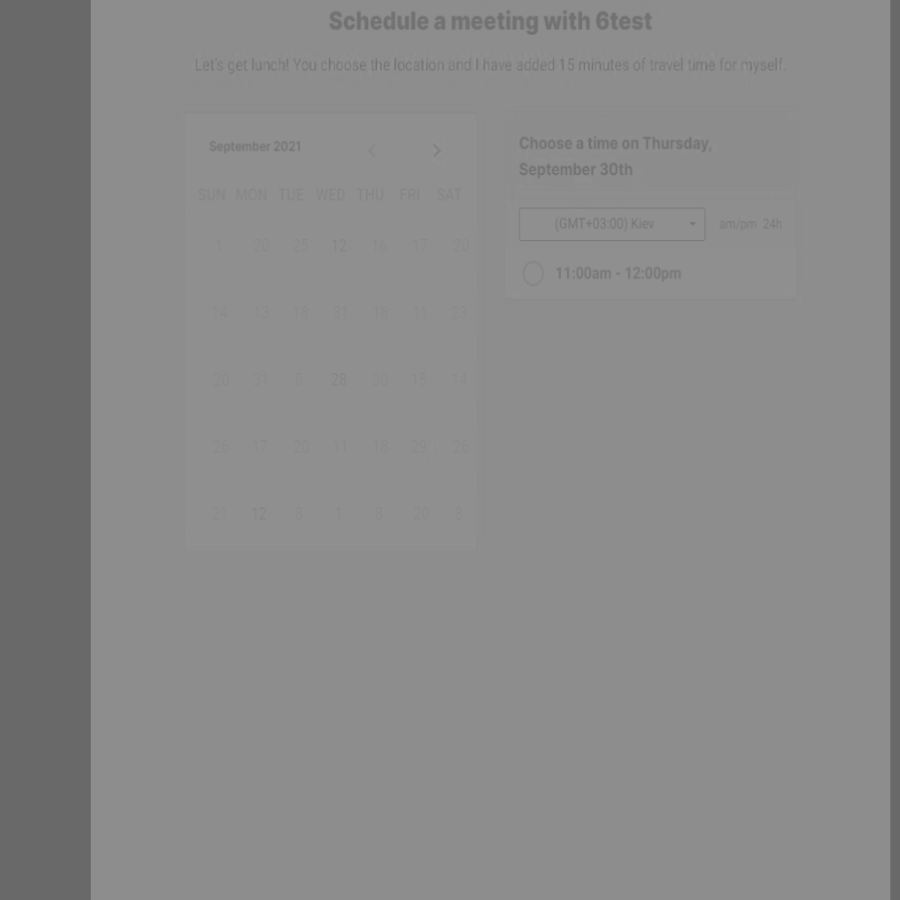 Schedule a meeting with 6test
Let's get lunch! You choose the location and I have added 15 minutes of travel time for myself.
September 2021
SUN MON TUE WED THU FRI SAT
1 20 25 12 16 17 30
14 13 16 31 16 11 23
20 31 6 28 30 15 14
26 17 20 11 18 29 26
21 12 8 1 8 20 8
Choose a time on Thursday,
September 30th
(GMT+03:00) Kiev
am/pm 24h
11:00am - 12:00pm